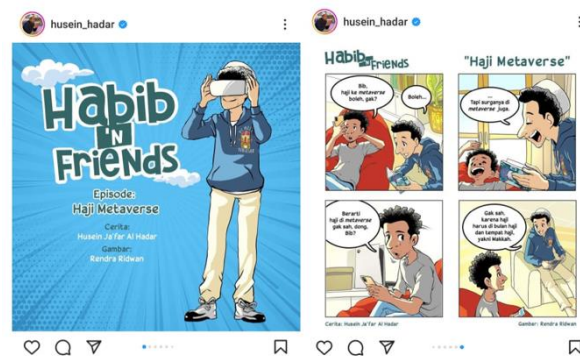 husein_hadar
Habib
'N
Friends
Episode:
Haji Metaverse
Cerita:
Husein Ja'far Al Hadar
Gambar:
Rendra Ridwan
husein_hadar
Habib 'N Friends
"Haji Metaverse"
Bib,
haji ke metaverse
boleh, gak?
Boleh...
...
Tapi surganya di
metaverse juga.
Berarti
haji di metaverse
gak sah, dong,
Bib?
Gak sah,
karena haji
harus di bulan haji
dan tempat haji,
yakni Makkah.
Cerita: Husein Ja'far Al Hadar
Gambar: Rendra Ridwan